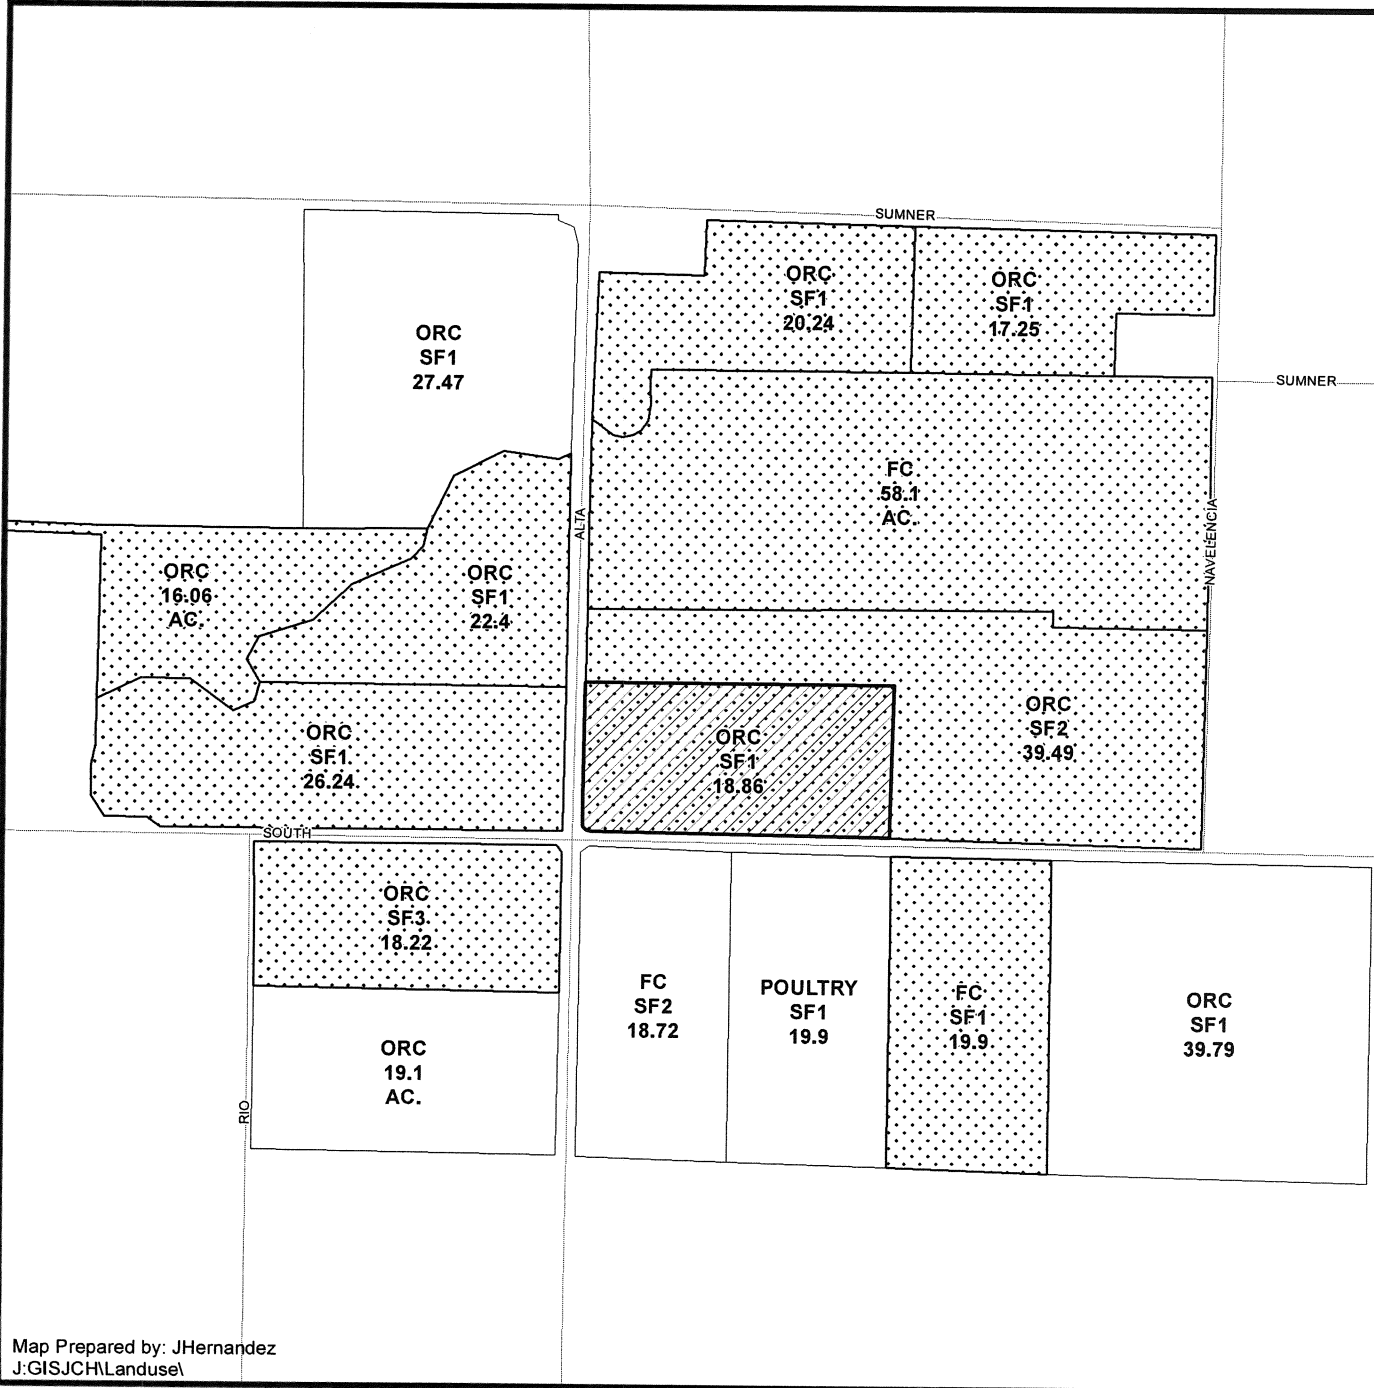 SUMNER
ORC
SF1
20.24
ORC
SF1
17.25
ORC
SF1
27.47
SUMNER
FC
58.1
AC.
ALTA
NAVELENCIA
ORC
16.06
AC.
ORC
SF1
22.4
ORC
SF2
39.49
ORC
SF1
26.24
ORC
SF1
18.86
SOUTH
ORC
SF3
18.22
FC
SF2
18.72
POULTRY
SF1
19.9
FC
SF1
19.9
ORC
SF1
39.79
ORC
19.1
AC.
RIO
Map Prepared by: JHernandez
J:GISJCH\Landuse\